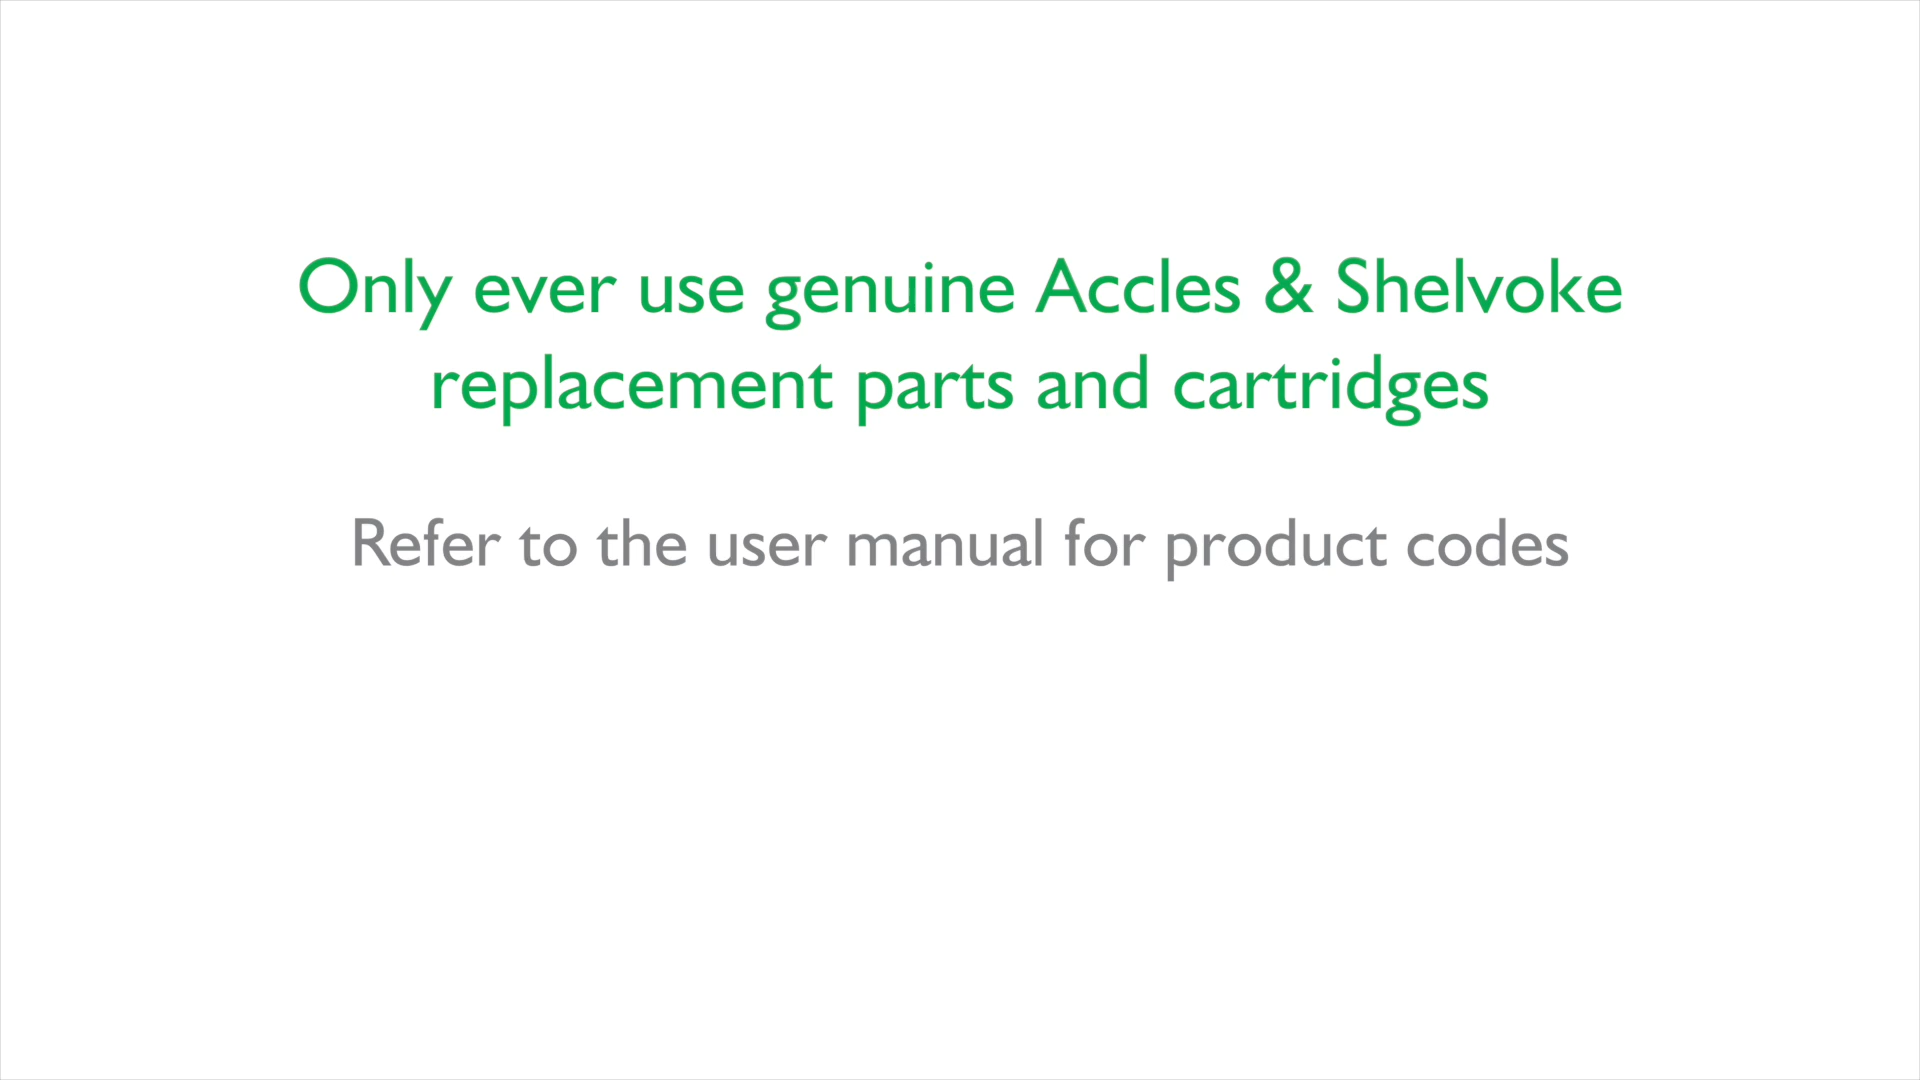 Only ever use genuine Accles & Shelvoke
replacement parts and cartridges
Refer to the user manual for product codes